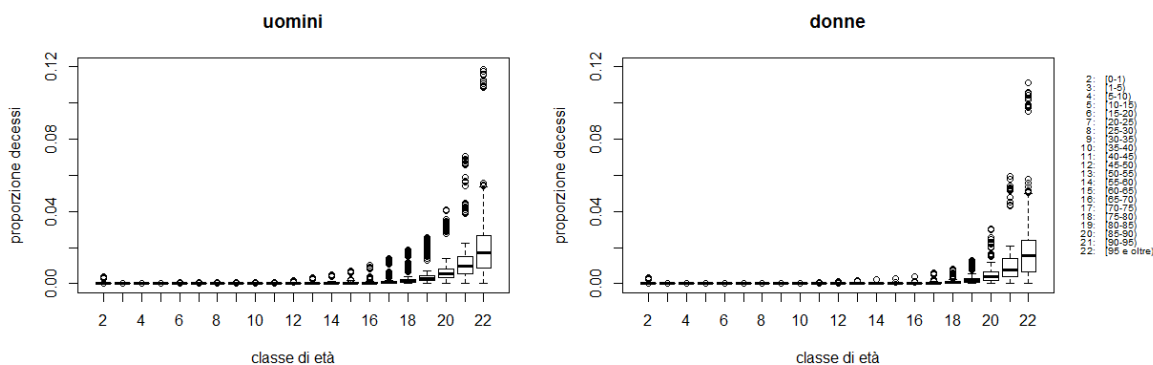 uomini
proporzione decessi
0.00 0.04 0.08 0.12
2 4 6 8 10 12 14 16 18 20 22
classe di età
donne
proporzione decessi
0.00 0.04 0.08 0.12
2 4 6 8 10 12 14 16 18 20 22
classe di età
2: [0-1)
3: [1-5)
4: [5-10)
5: [10-15)
6: [15-20)
7: [20-25)
8: [25-30)
9: [30-35)
10: [35-40)
11: [40-45)
12: [45-50)
13: [50-55)
14: [55-60)
15: [60-65)
16: [65-70)
17: [70-75)
18: [75-80)
19: [80-85)
20: [85-90)
21: [90-95)
22: [95 e oltre)